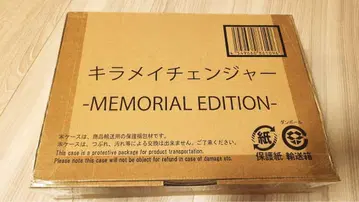 キラメイチェンジャー
-MEMORIAL EDITION-
本ケースは、商品輸送用の保護梱包材です。
本ケースは、つぶれ、汚れ等による交換は出来ません。ご了承ください。
This case is a protective package for product transportation.
Please note this case will not be object for refund in case of damage etc.
紙
ダンボール
保護紙 輸送箱